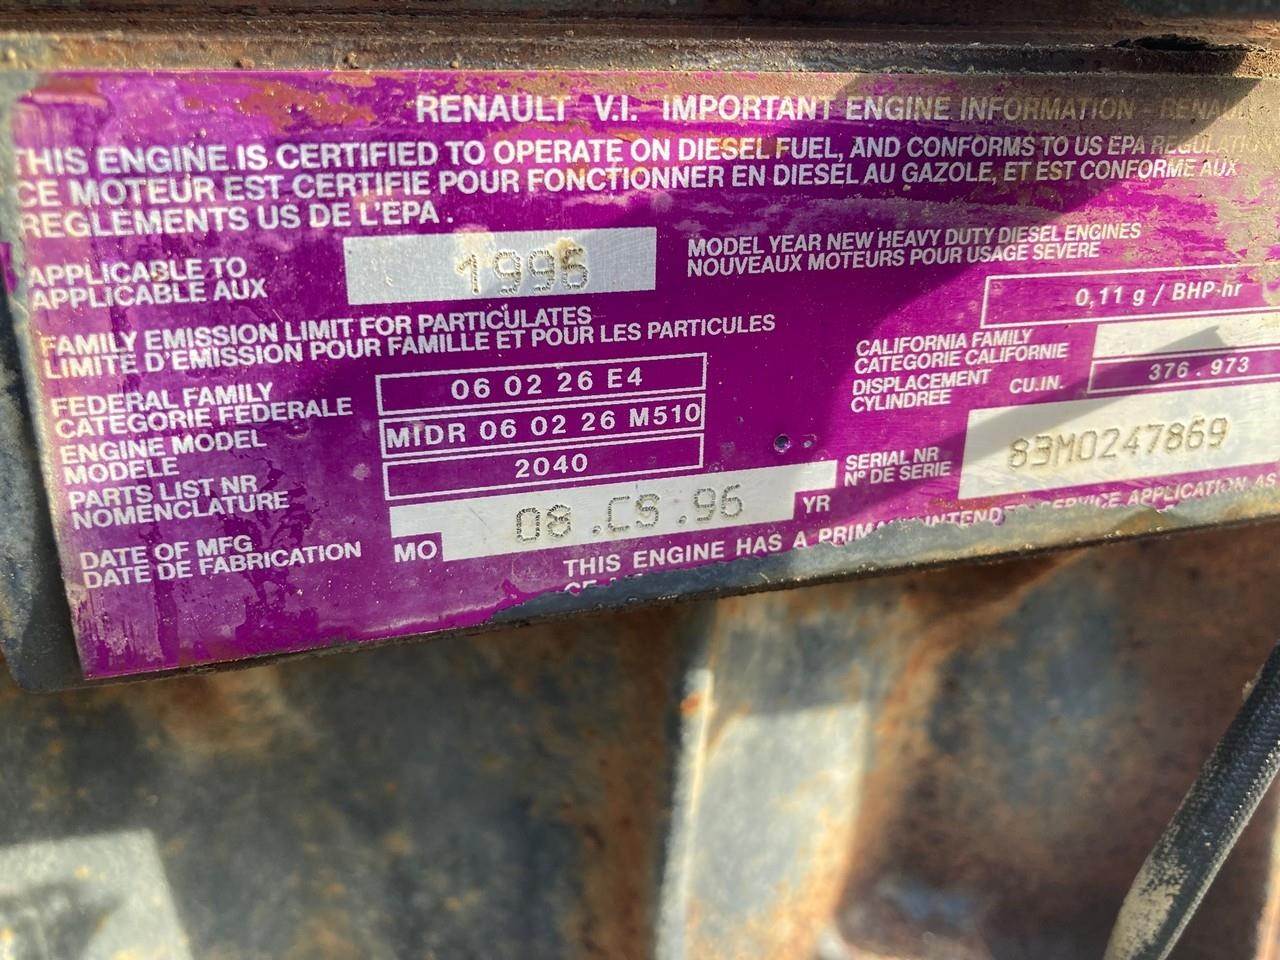 RENAULT V.I. IMPORTANT ENGINE INFORMATION
THIS ENGINE IS CERTIFIED TO OPERATE ON DIESEL FUEL, AND CONFORMS TO US EPA
CE MOTEUR EST CERTIFIE POUR FONCTIONNER EN DIESEL AU GAZOLE, ET EST CONFORME AUX
REGLEMENTS US DE L'EPA.
APPLICABLE TO
APPLICABLE AUX
1996
MODEL YEAR NEW HEAVY DUTY DIESEL ENGINES
NOUVEAUX MOTEURS POUR USAGE SEVERE
FAMILY EMISSION LIMIT FOR PARTICULATES
LIMITE D'EMISSION POUR FAMILLE ET POUR LES PARTICULES
0,11 g / BHP-hr
FEDERAL FAMILY
CATEGORIE FEDERALE
06 02 26 E4
CALIFORNIA FAMILY
CATEGORIE CALIFORNIE
ENGINE MODEL
MODELE
MIDR 06 02 26 M510
DISPLACEMENT
CYLINDREE
CU.IN.
376.973
PARTS LIST NR
NOMENCLATURE
2040
SERIAL NR
N° DE SERIE
83M0247869
DATE OF MFG
DATE DE FABRICATION
MO
08.CS.96
YR
THIS ENGINE HAS A SERVICE APPLICATION AS